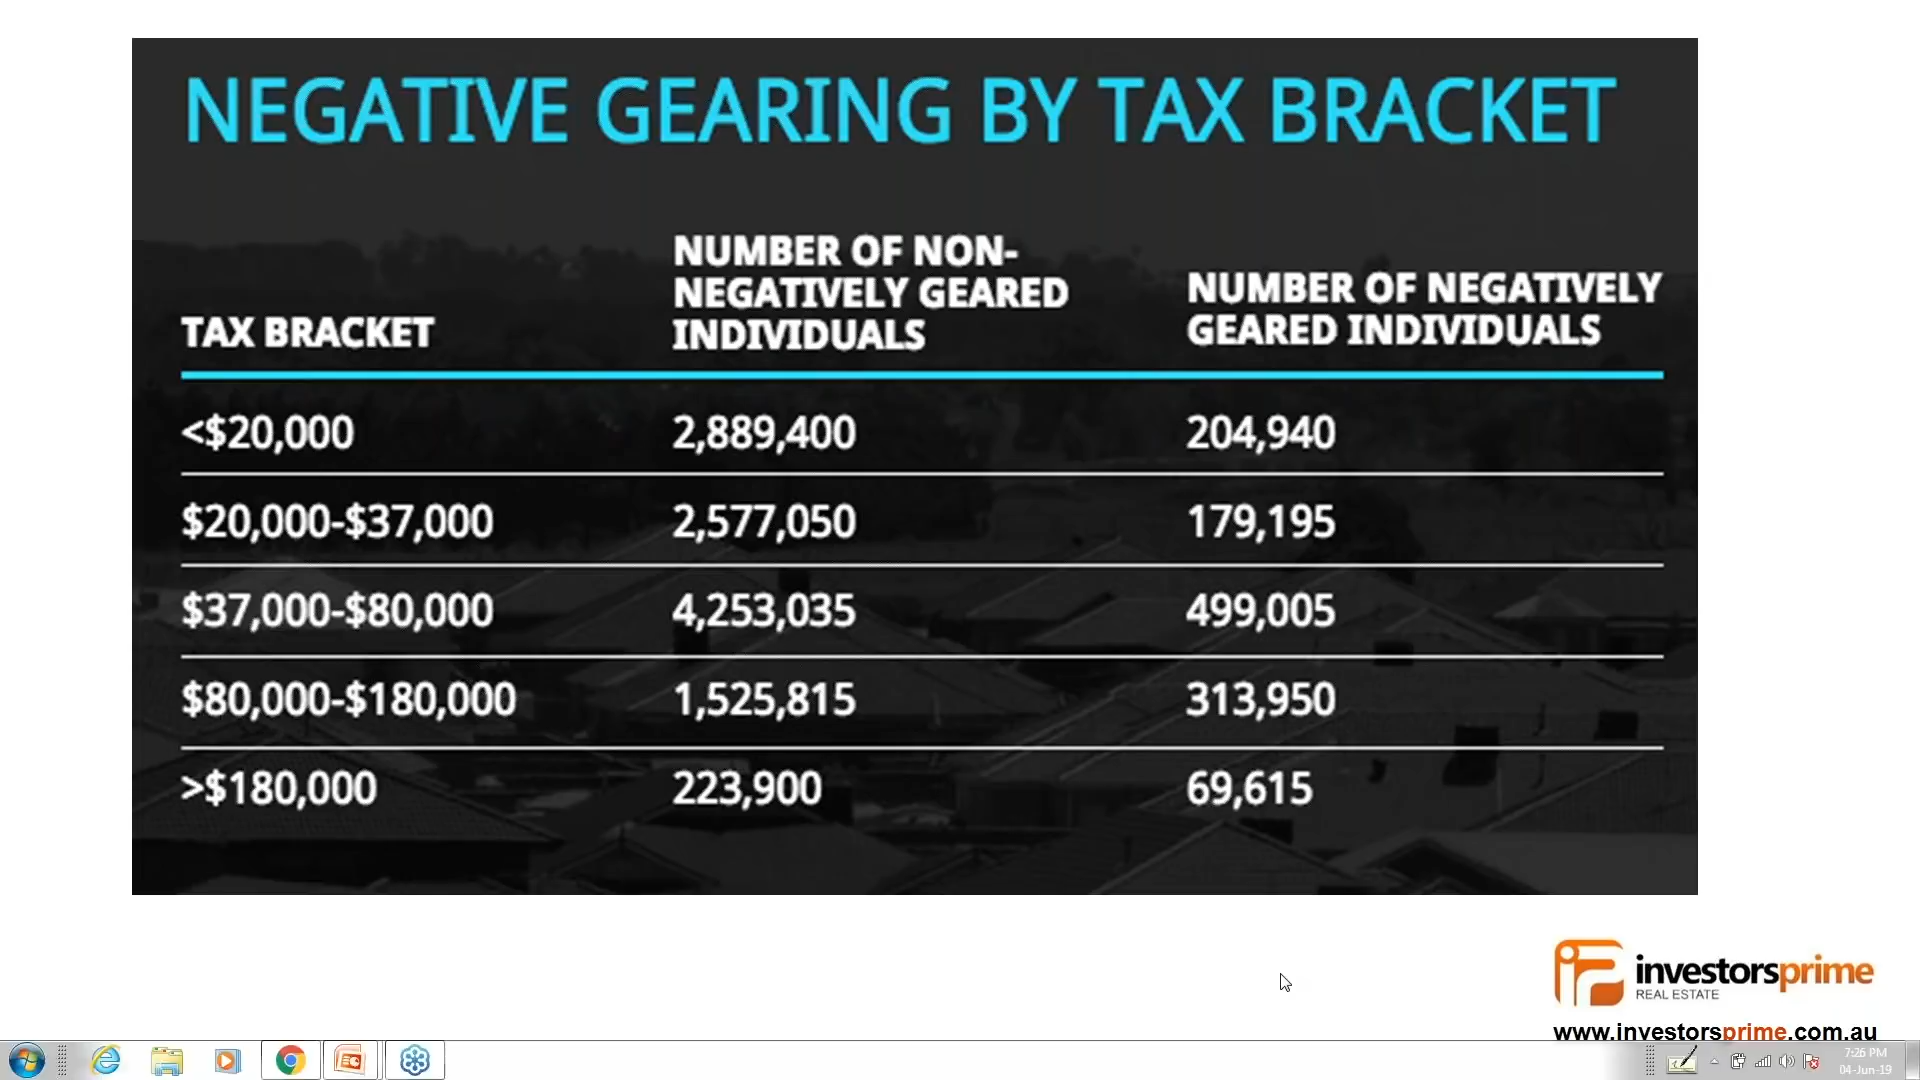 NEGATIVE GEARING BY TAX BRACKET
TAX BRACKET
NUMBER OF NON-
NEGATIVELY GEARED
INDIVIDUALS
NUMBER OF NEGATIVELY
GEARED INDIVIDUALS
<$20,000 2,889,400 204,940
$20,000-$37,000 2,577,050 179,195
$37,000-$80,000 4,253,035 499,005
$80,000-$180,000 1,525,815 313,950
>$180,000 223,900 69,615
investorsprime
REAL ESTATE
www.investorsprime.com.au
7:26 PM
04-Jun-19